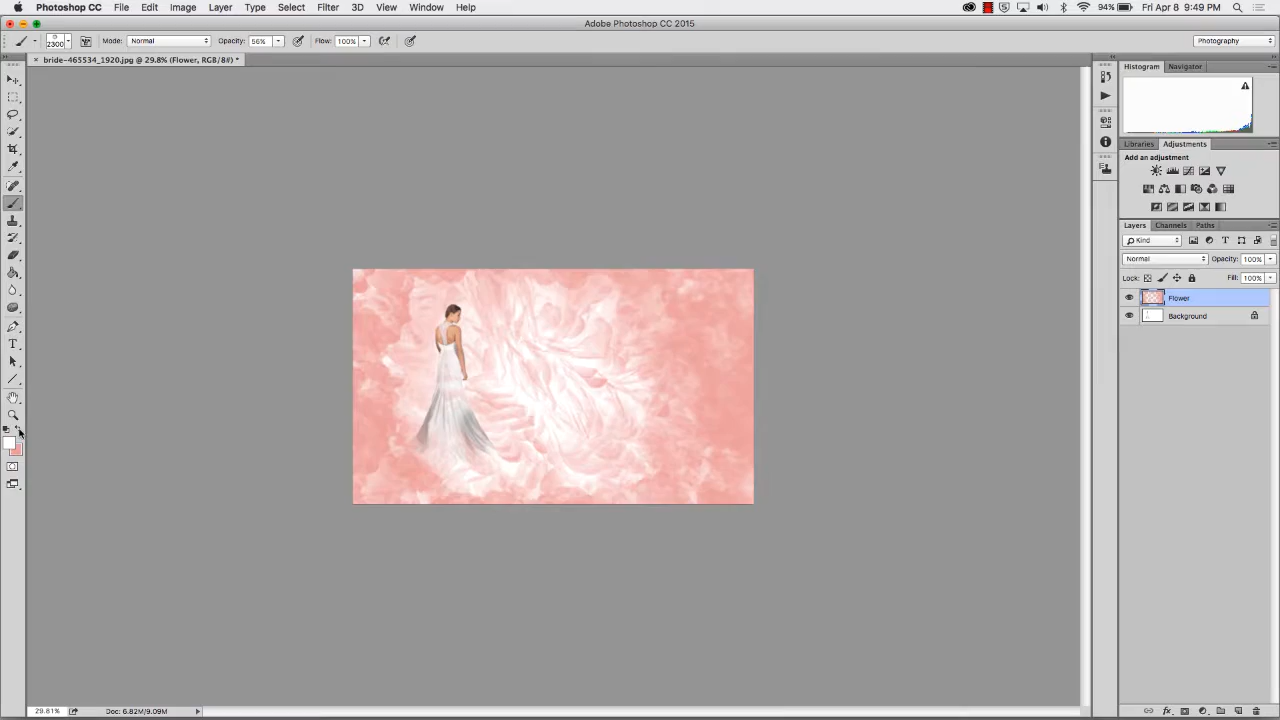 Photoshop CC File Edit Image Layer Type Select Filter 3D View Window Help 94% Fri Apr 8 9:49 PM
Adobe Photoshop CC 2015
2300 Mode: Normal Opacity: 56% Flow: 100% Photography
× bride-465534_1920.jpg @ 29.8% (Flower, RGB/8#) *
Histogram Navigator
Libraries Adjustments
Add an adjustment
Layers Channels Paths
Kind
Normal Opacity: 100%
Lock: Fill: 100%
Flower
Background
29.81% Doc: 6.82M/9.09M